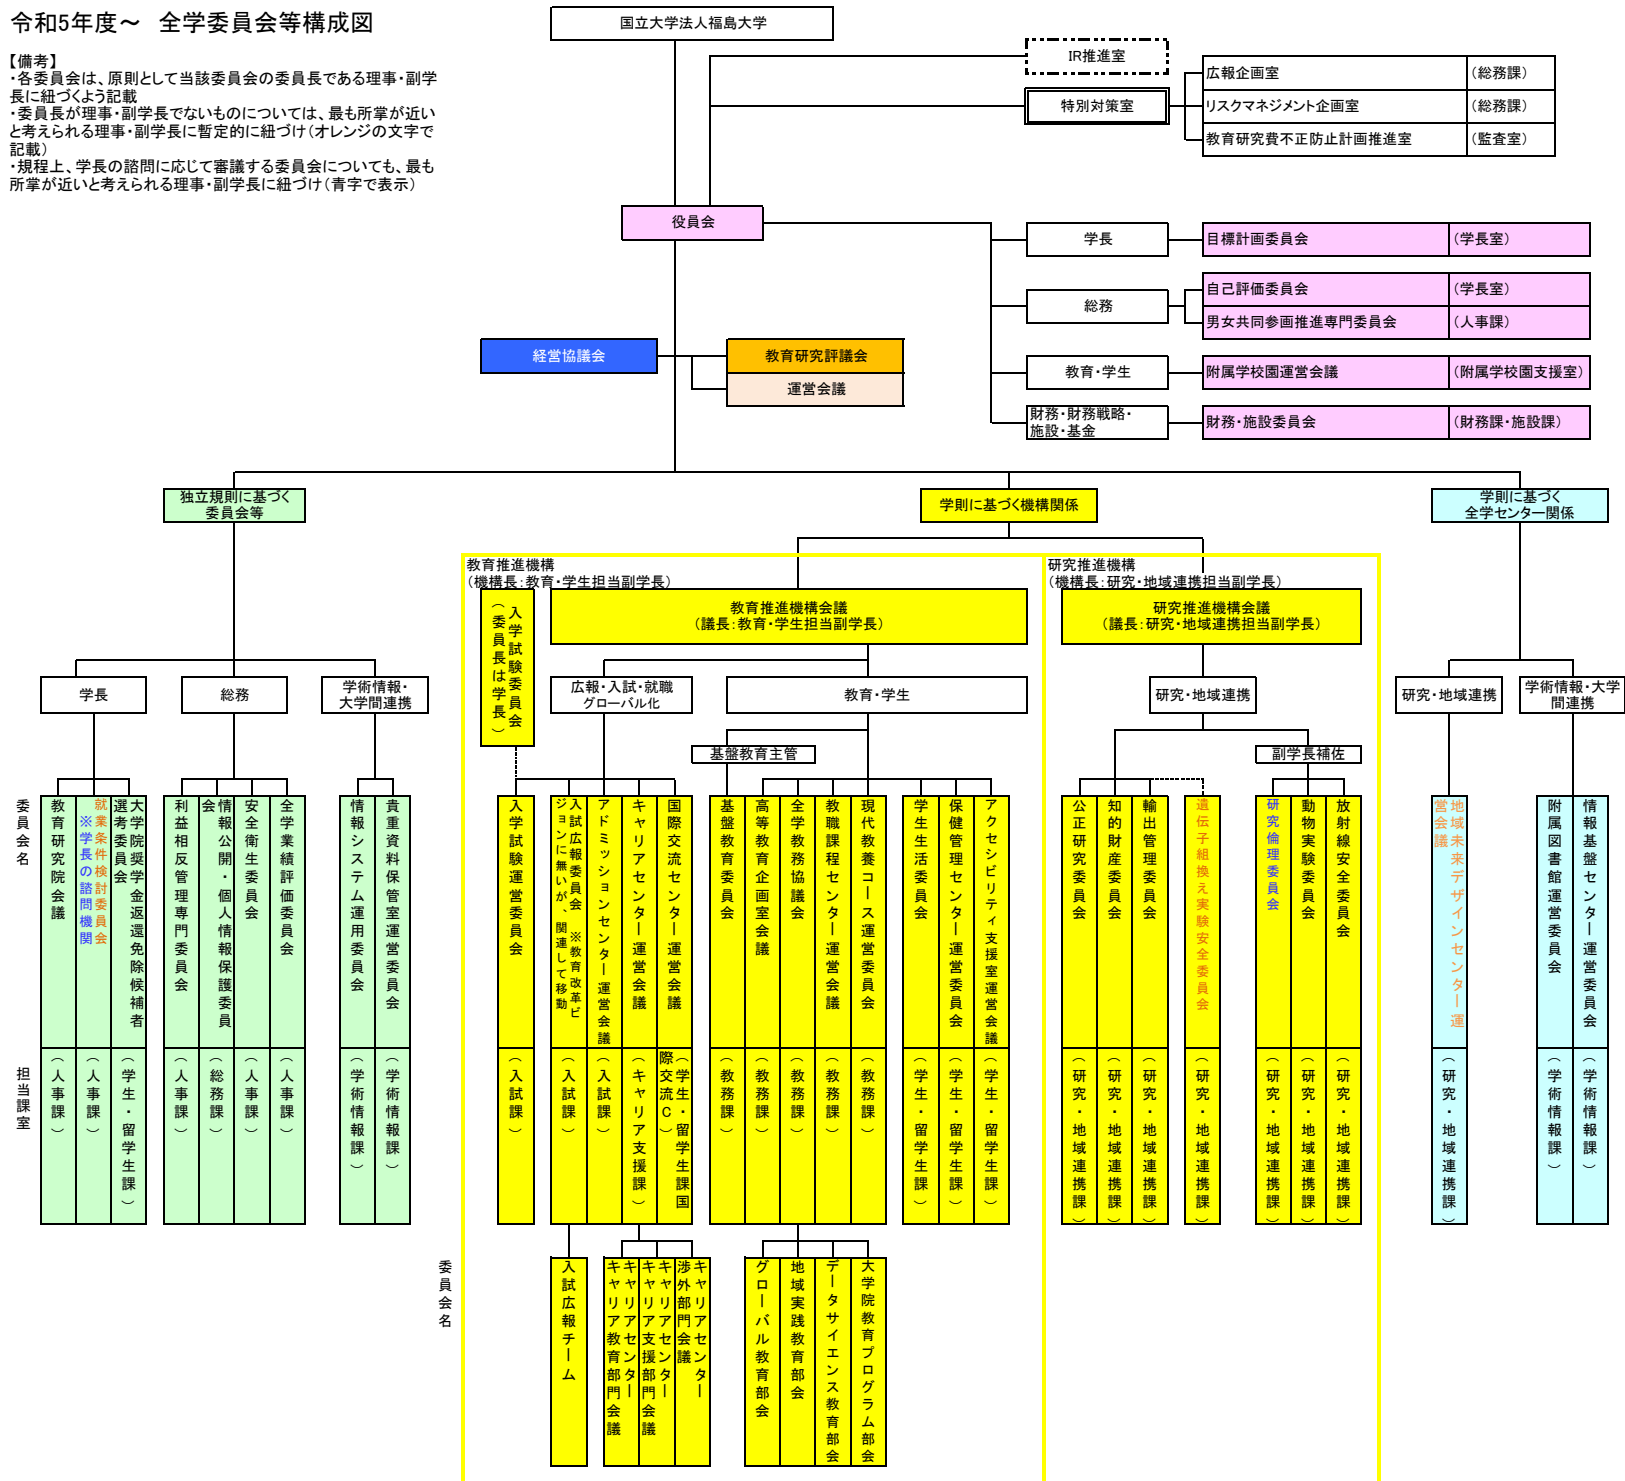 令和5年度～　全学委員会等構成図
【備考】
・各委員会は、原則として当該委員会の委員長である理事・副学
長に紐づくよう記載
・委員長が理事・副学長でないものについては、最も所掌が近い
と考えられる理事・副学長に暫定的に紐づけ（オレンジの文字で
記載）
・規程上、学長の諮問に応じて審議する委員会についても、最も
所掌が近いと考えられる理事・副学長に紐づけ（青字で表示）
国立大学法人福島大学
IR推進室
特別対策室
広報企画室　（総務課）
リスクマネジメント企画室　（総務課）
教育研究費不正防止計画推進室　（監査室）
役員会
学長
目標計画委員会　（学長室）
総務
自己評価委員会　（学長室）
男女共同参画推進専門委員会　（人事課）
経営協議会
教育研究評議会
運営会議
教育・学生
附属学校園運営会議　（附属学校園支援室）
財務・財務戦略・
施設・基金
財務・施設委員会　（財務課・施設課）
独立規則に基づく
委員会等
学則に基づく機構関係
学則に基づく
全学センター関係
教育推進機構
（機構長：教育・学生担当副学長）
研究推進機構
（機構長：研究・地域連携担当副学長）
入学試験委員会
（委員長は学長）
教育推進機構会議
（議長：教育・学生担当副学長）
研究推進機構会議
（議長：研究・地域連携担当副学長）
学長
総務
学術情報・
大学間連携
広報・入試・就職
グローバル化
教育・学生
研究・地域連携
研究・地域連携
学術情報・大学
間連携
基盤教育主管
副学長補佐
委員会名
教育研究院会議
就業条件検討委員会
※学長の諮問機関
大学院奨学金返還免除候補者
選考委員会
利益相反管理専門委員会
情報公開・個人情報保護委員
会
安全衛生委員会
全学業績評価委員会
情報システム運用委員会
貴重資料保管室運営委員会
入学試験運営委員会
入試広報委員会　※教育改革ビ
ジョンに無いが、関連して移動
アドミッションセンター運営会議
キャリアセンター運営会議
国際交流センター運営会議
基盤教育委員会
高等教育企画室会議
全学教務協議会
教職課程センター運営会議
現代教養コース運営委員会
学生生活委員会
保健管理センター運営委員会
アクセシビリティ支援室運営会議
公正研究委員会
知的財産委員会
輸出管理委員会
遺伝子組換え実験安全委員会
研究倫理委員会
動物実験委員会
放射線安全委員会
地域未来デザインセンター運
営会議
附属図書館運営委員会
情報基盤センター運営委員会
担当課室
（人事課）
（人事課）
（学生・留学生課）
（人事課）
（総務課）
（人事課）
（人事課）
（学術情報課）
（学術情報課）
（入試課）
（入試課）
（入試課）
（キャリア支援課）
（学生・留学生課国
際交流C）
（教務課）
（教務課）
（教務課）
（教務課）
（教務課）
（学生・留学生課）
（学生・留学生課）
（学生・留学生課）
（研究・地域連携課）
（研究・地域連携課）
（研究・地域連携課）
（研究・地域連携課）
（研究・地域連携課）
（研究・地域連携課）
（研究・地域連携課）
（研究・地域連携課）
（学術情報課）
（学術情報課）
委員会名
入試広報チーム
キャリアセンター
キャリア教育部門会議
キャリアセンター
キャリア支援部門会議
キャリアセンター
渉外部門会議
グローバル教育部会
地域実践教育部会
データサイエンス教育部会
大学院教育プログラム部会